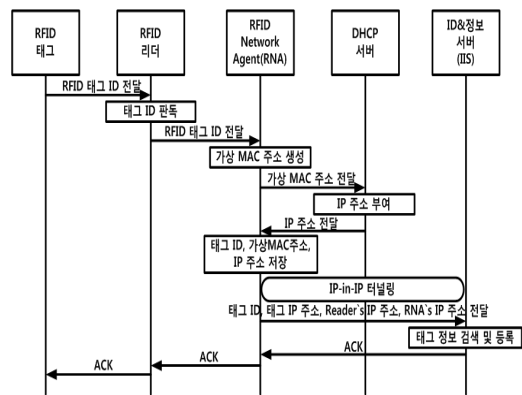 RFID
태그
RFID
리더
RFID
Network
Agent(RNA)
DHCP
서버
ID&정보
서버
(IIS)
RFID 태그 ID 전달
태그 ID 판독
RFID 태그 ID 전달
가상 MAC 주소 생성
가상 MAC 주소 전달
IP 주소 부여
IP 주소 전달
태그 ID, 가상MAC주소,
IP 주소 저장
IP-in-IP 터널링
태그 ID, 태그 IP 주소, Reader`s IP 주소, RNA`s IP 주소 전달
태그 정보 검색 및 등록
ACK
ACK
ACK